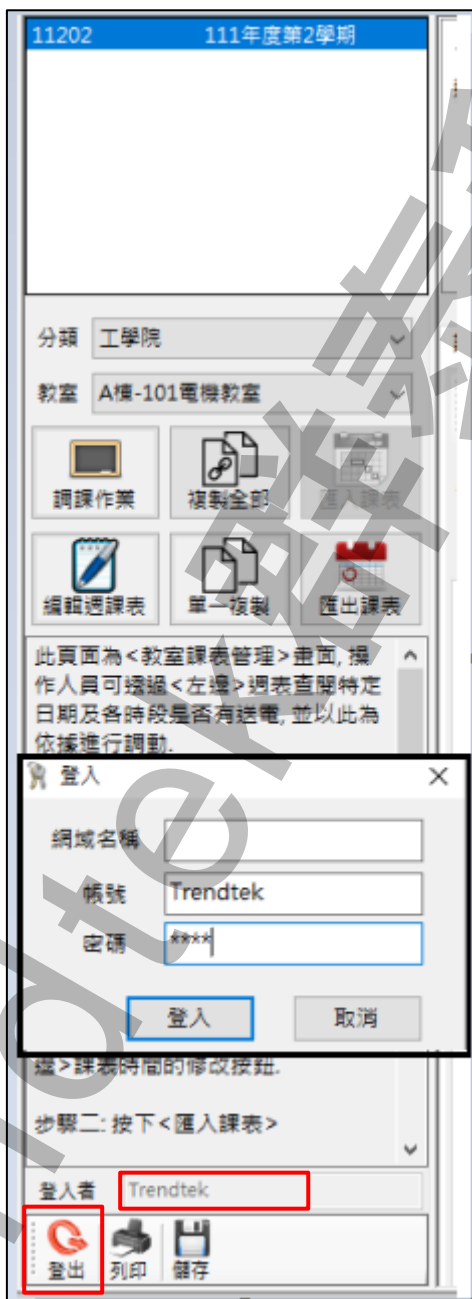 11202 111年度第2學期
分類 工學院
教室 A棟-101電機教室
調課作業 複製全部 匯入課表
編輯週課表 單一複製 匯出課表
此頁面為<教室課表管理>畫面, 操
作人員可透過<左邊>週表查閱特定
日期及各時段是否有送電, 並以此為
依據進行調動.
登入
網域名稱
帳號 Trendtek
密碼 ****
登入 取消
邊>課表時間的修改按鈕.
步驟二: 按下<匯入課表>
登入者 Trendtek
登出 列印 儲存